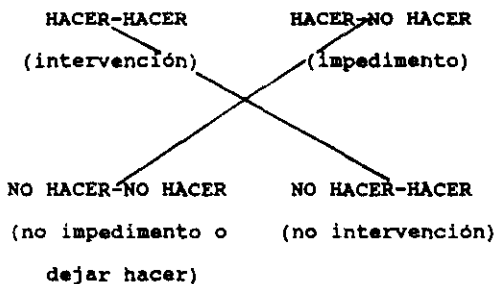 HACER-HACER HACER-NO HACER
(intervención) (impedimento)
NO HACER-NO HACER NO HACER-HACER
(no impedimento o (no intervención)
dejar hacer)